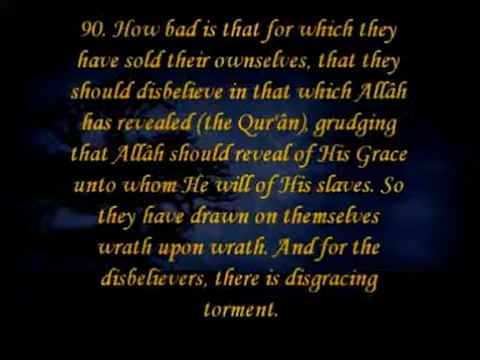 90. How bad is that for which they
have sold their ownselves, that they
should disbelieve in that which Allâh
has revealed (the Qur'ân), grudging
that Allâh should reveal of His Grace
unto whom He will of His slaves. So
they have drawn on themselves
wrath upon wrath. And for the
disbelievers, there is disgracing
torment.